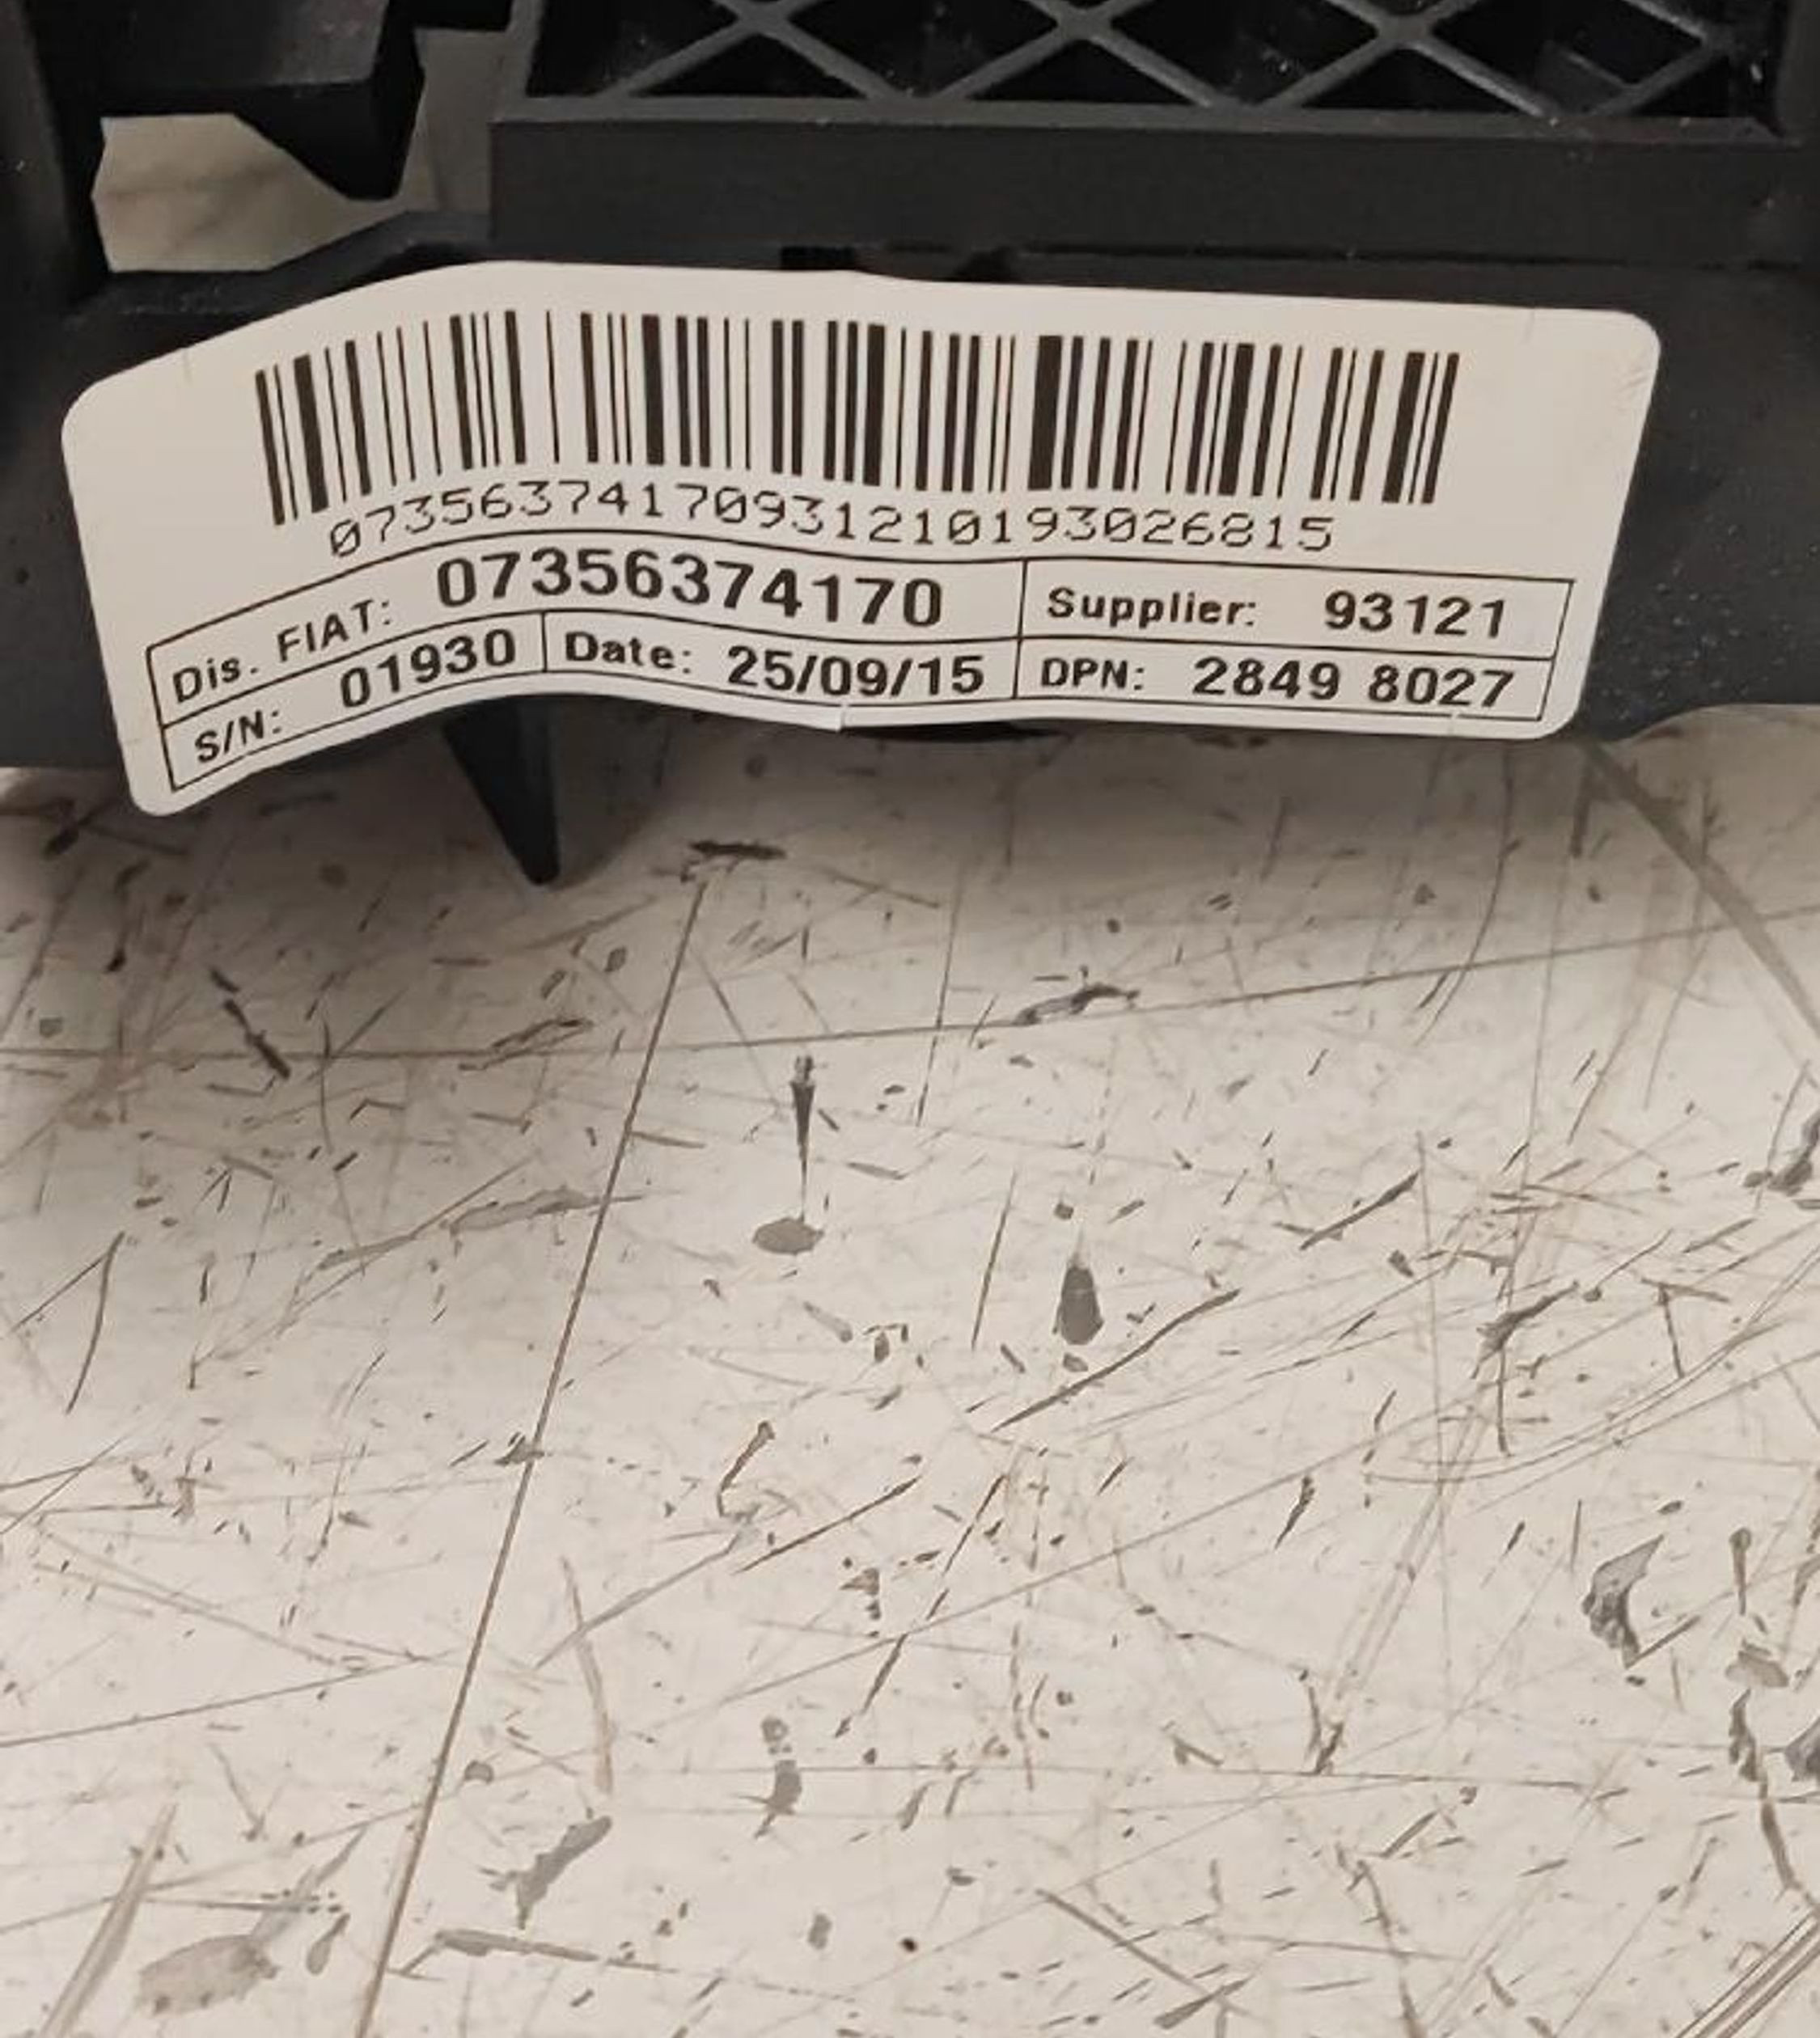 07356374170931210193026815
Dis. FIAT: 07356374170 Supplier: 93121
S/N: 01930 Date: 25/09/15 DPN: 2849 8027